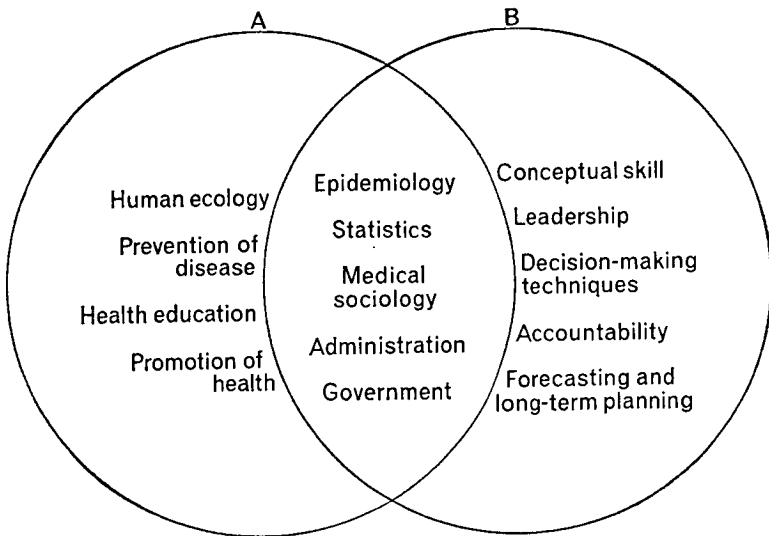 A
B
Human ecology
Prevention of
disease
Health education
Promotion of
health
Epidemiology
Statistics
Medical
sociology
Administration
Government
Conceptual skill
Leadership
Decision-making
techniques
Accountability
Forecasting and
long-term planning